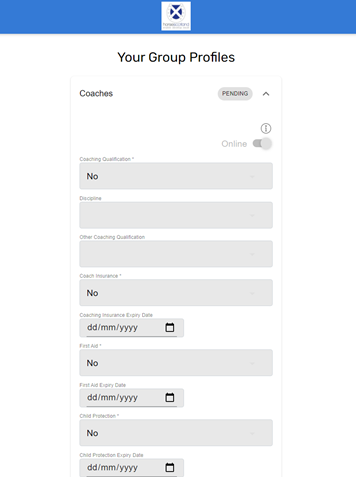 Your Group Profiles
Coaches
PENDING
Online
Coaching Qualification *
No
Discipline
Other Coaching Qualification
Coach Insurance *
No
Coaching Insurance Expiry Date
dd/mm/yyyy
First Aid *
No
First Aid Expiry Date
dd/mm/yyyy
Child Protection *
No
Child Protection Expiry Date
dd/mm/yyyy